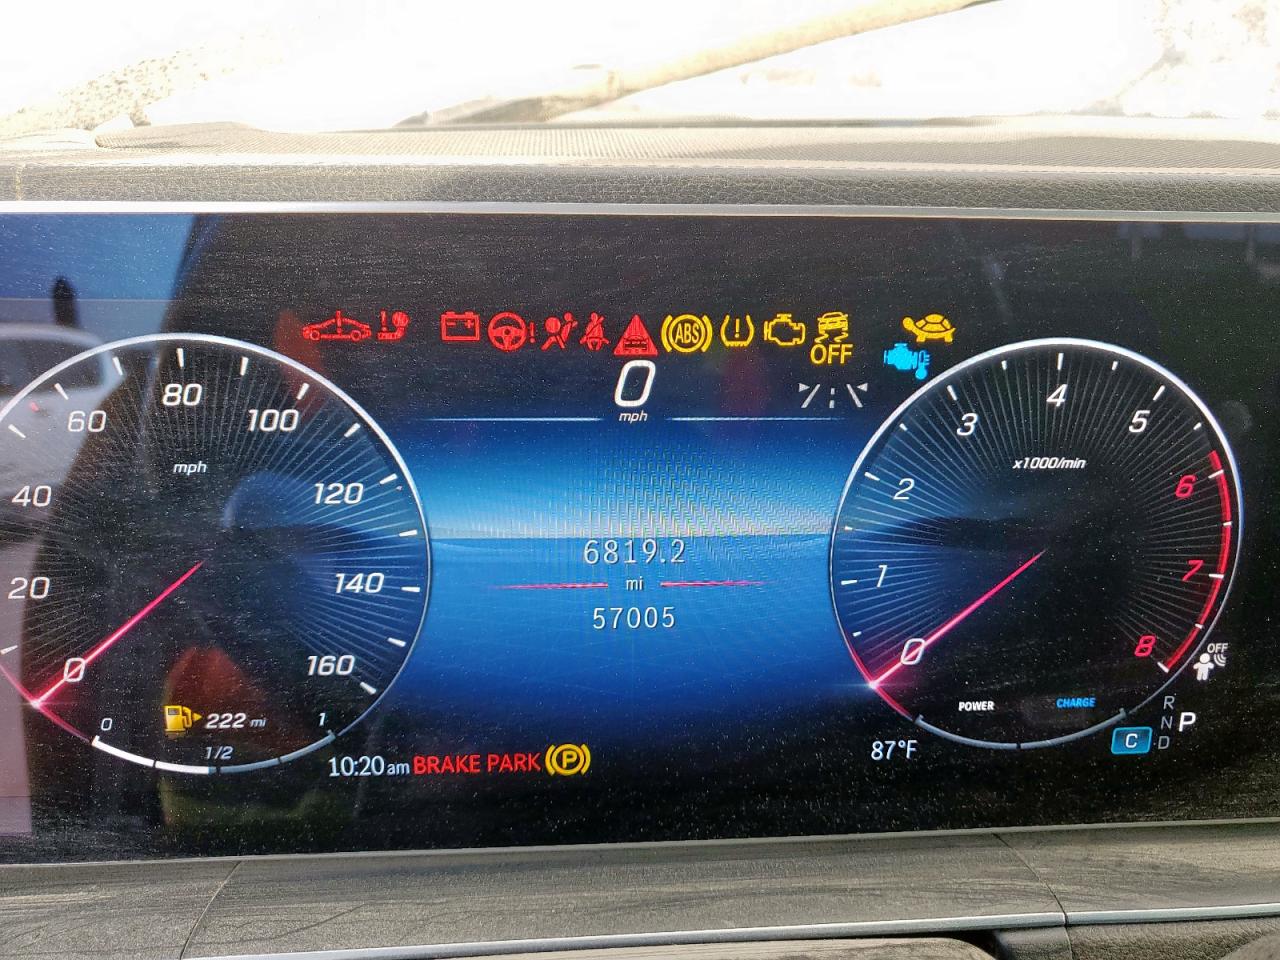 ABS
OFF
0
mph
20
40
60
80
100
120
140
160
0
mph
0
222 mi
1
1/2
6819.2
mi
57005
10:20 am BRAKE PARK P
0
1
2
3
4
5
6
7
8
x1000/min
POWER
CHARGE
87°F
OFF
R
N
D
P
C